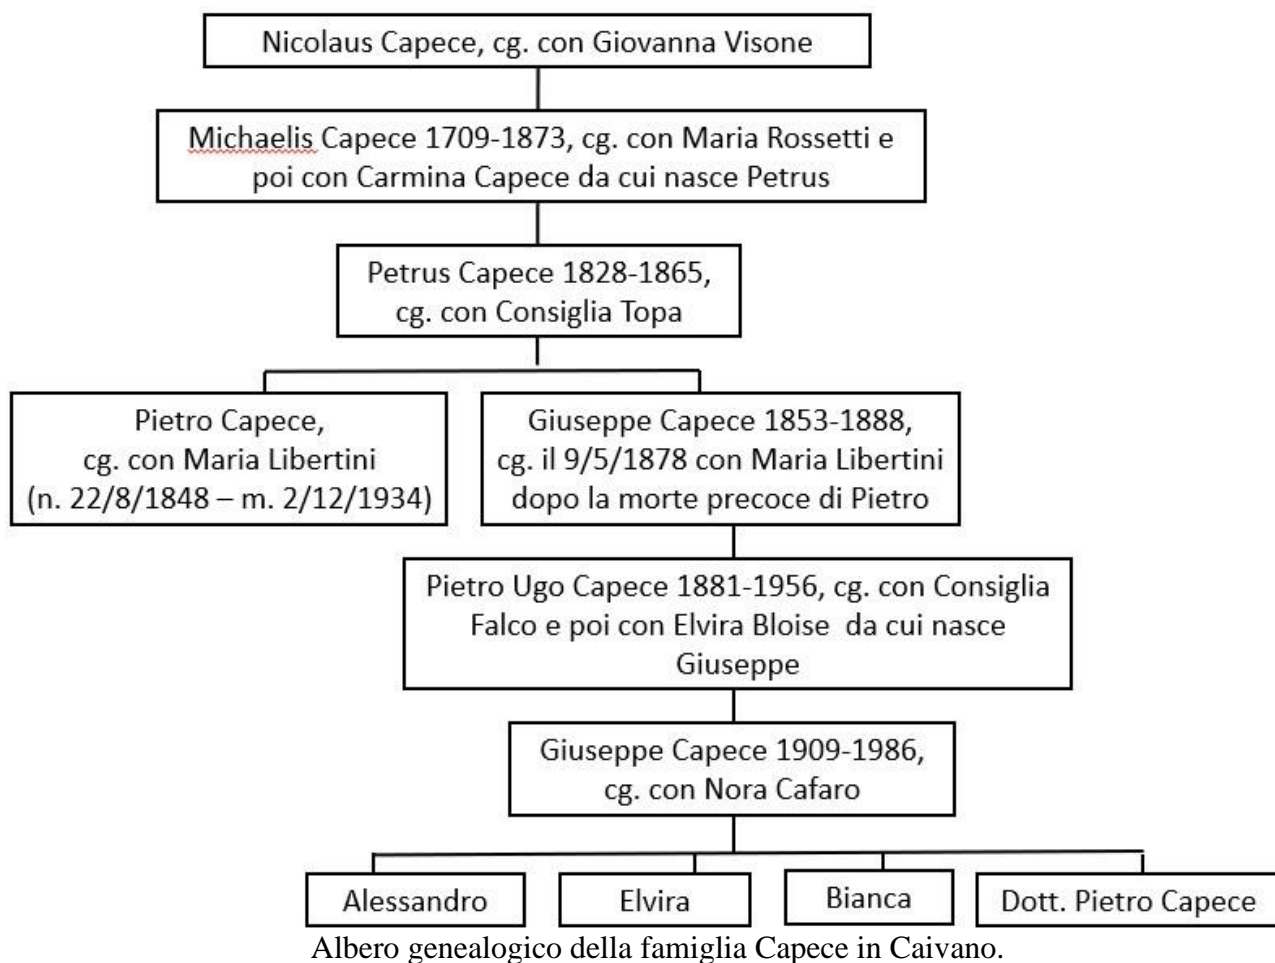 Nicolaus Capece, cg. con Giovanna Visone
Michaelis Capece 1709-1873, cg. con Maria Rossetti e
poi con Carmina Capece da cui nasce Petrus
Petrus Capece 1828-1865,
cg. con Consiglia Topa
Pietro Capece,
cg. con Maria Libertini
(n. 22/8/1848 – m. 2/12/1934)
Giuseppe Capece 1853-1888,
cg. il 9/5/1878 con Maria Libertini
dopo la morte precoce di Pietro
Pietro Ugo Capece 1881-1956, cg. con Consiglia
Falco e poi con Elvira Bloise da cui nasce
Giuseppe
Giuseppe Capece 1909-1986,
cg. con Nora Cafaro
Alessandro
Elvira
Bianca
Dott. Pietro Capece
Albero genealogico della famiglia Capece in Caivano.